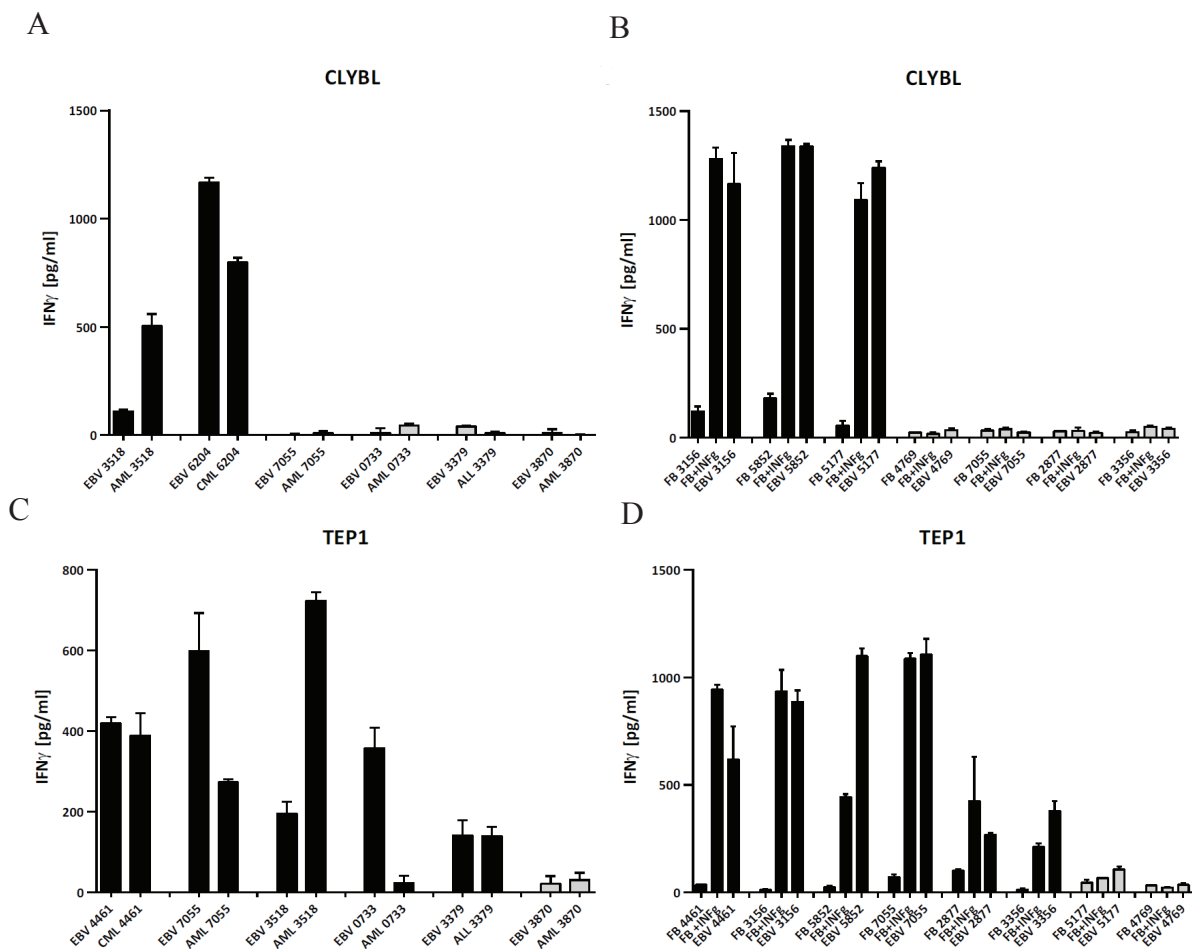 A
CLYBL
IFNγ [pg/ml]
1500
1000
500
0
EBV 3518
AML 3518
EBV 6204
CML 6204
EBV 7055
AML 7055
EBV 0733
AML 0733
EBV 3379
ALL 3379
EBV 3870
AML 3870
B
CLYBL
IFNγ [pg/ml]
1500
1000
500
0
FB 3156
FB+INFg
EBV 3156
FB 5852
FB+INFg
EBV 5852
FB 5177
FB+INFg
EBV 5177
FB 4769
FB+INFg
EBV 4769
FB 7055
FB+INFg
EBV 7055
FB 2877
FB+INFg
EBV 2877
FB 3356
FB+INFg
EBV 3356
C
TEP1
IFNγ [pg/ml]
800
600
400
200
0
EBV 4461
CML 4461
EBV 7055
AML 7055
EBV 3518
AML 3518
EBV 0733
AML 0733
EBV 3379
ALL 3379
EBV 3870
AML 3870
D
TEP1
IFNγ [pg/ml]
1500
1000
500
0
FB 4461
FB+INFg
EBV 4461
FB 3156
FB+INFg
EBV 3156
FB 5852
FB+INFg
EBV 5852
FB 7055
FB+INFg
EBV 7055
FB 2877
FB+INFg
EBV 2877
FB 3356
FB+INFg
EBV 3356
FB 5177
FB+INFg
EBV 5177
FB 4769
FB+INFg
EBV 4769